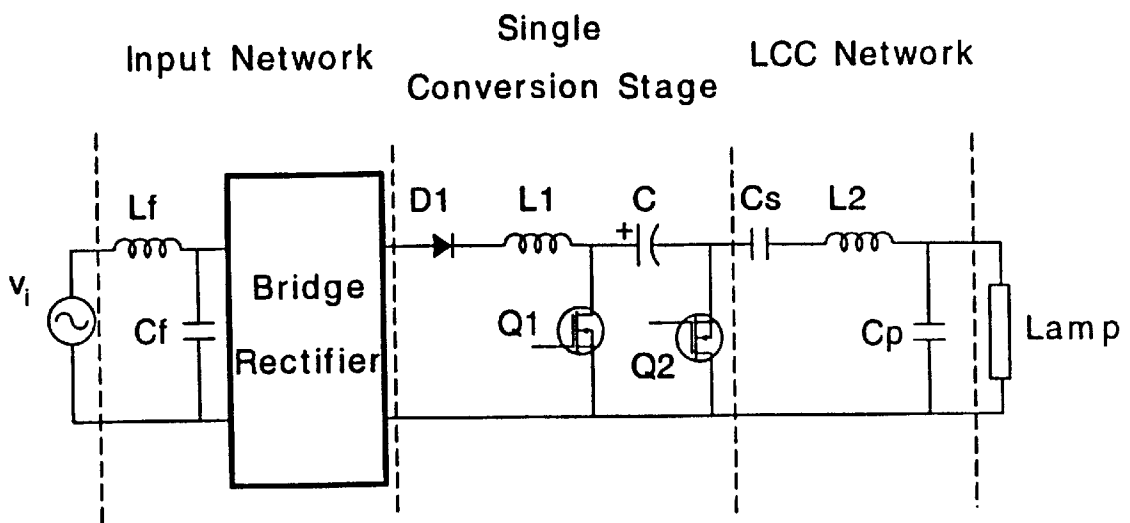 Single
Input Network
Conversion Stage
LCC Network
Lf
D1
L1
C
Cs
L2
+
vi
Cf
Bridge
Rectifier
Q1
Q2
Cp
Lamp